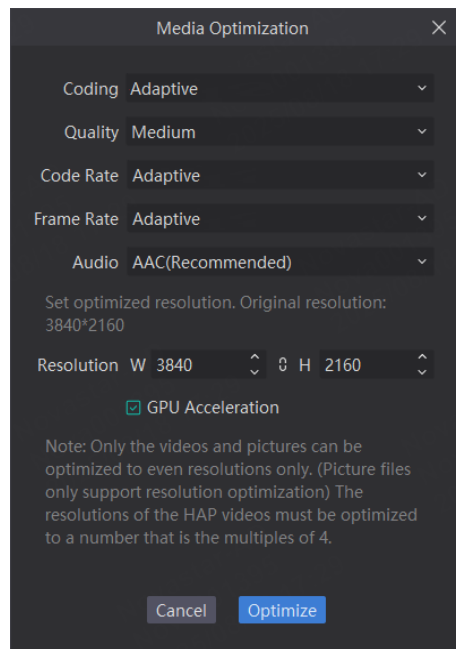 Media Optimization
Coding Adaptive
Quality Medium
Code Rate Adaptive
Frame Rate Adaptive
Audio AAC(Recommended)
Set optimized resolution. Original resolution:
3840*2160
Resolution W 3840 H 2160
GPU Acceleration
Note: Only the videos and pictures can be
optimized to even resolutions only. (Picture files
only support resolution optimization) The
resolutions of the HAP videos must be optimized
to a number that is the multiples of 4.
Cancel Optimize